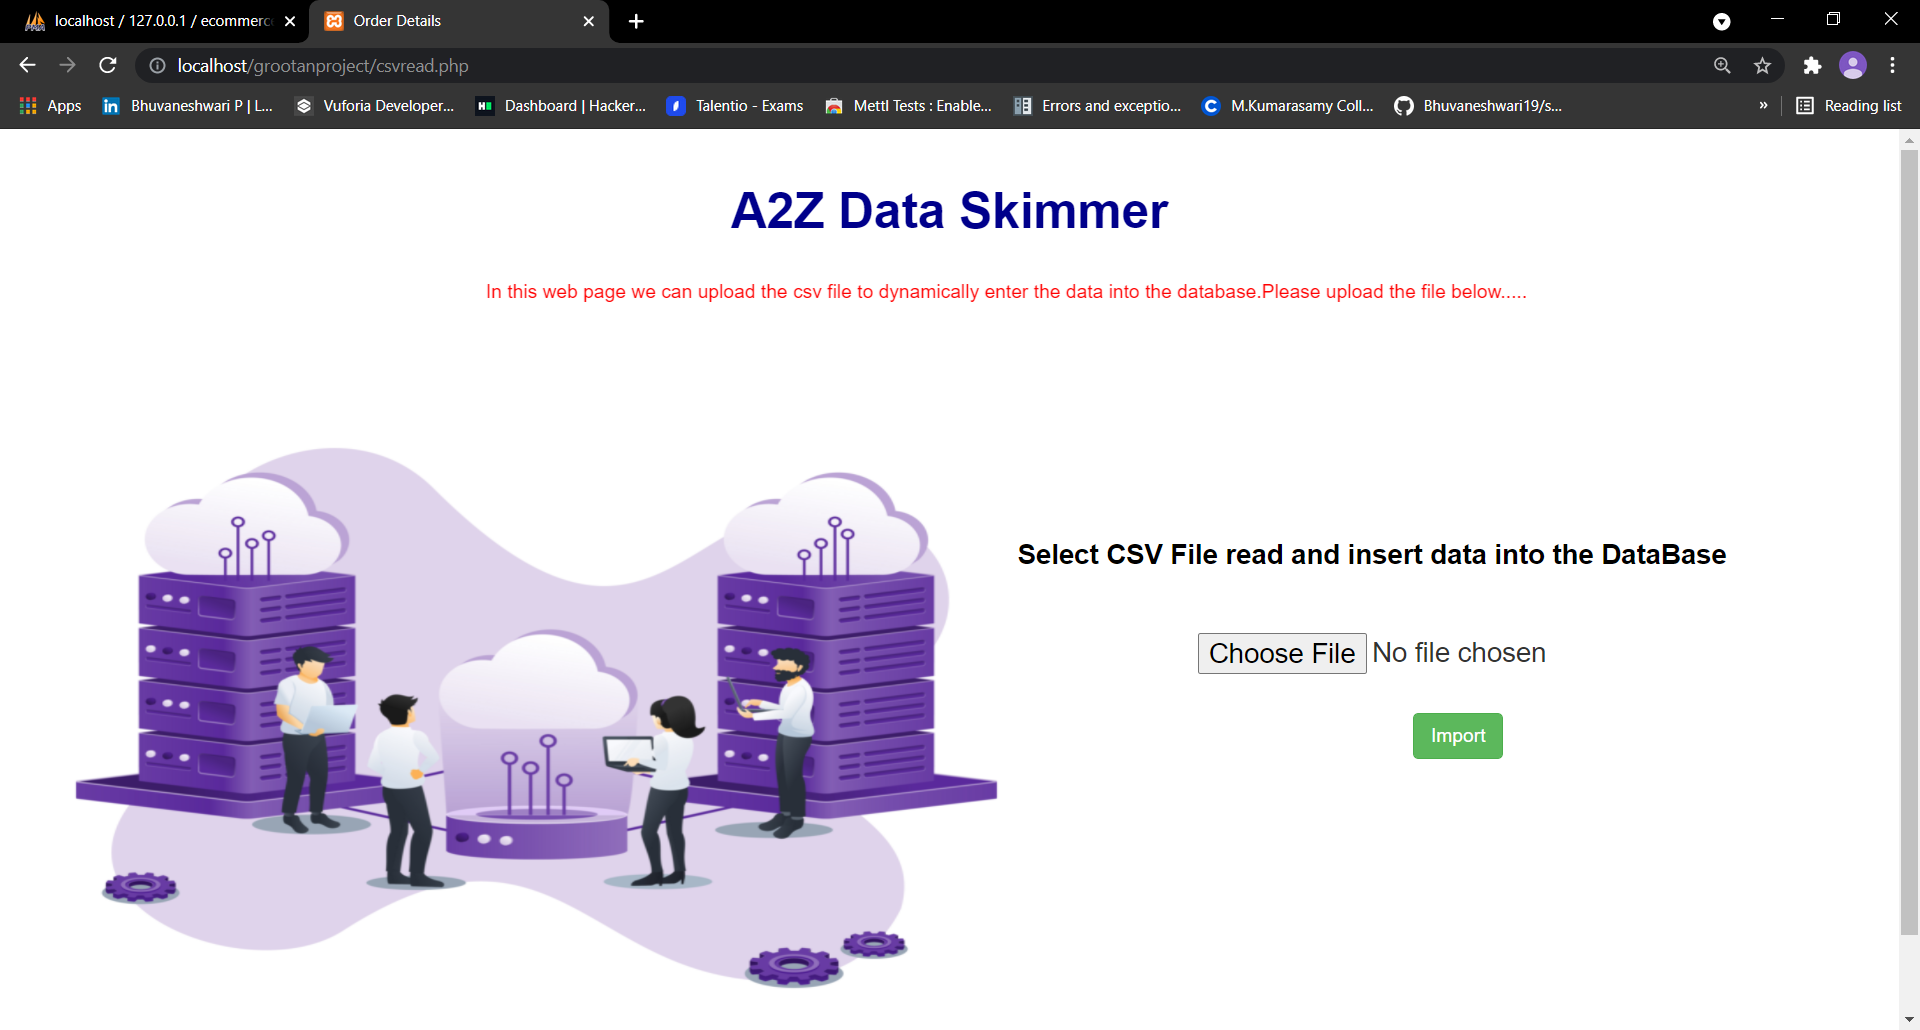 localhost / 127.0.0.1 / ecommerc
Order Details
localhost/grootanproject/csvread.php
Apps
Bhuvaneshwari P | L...
Vuforia Developer...
Dashboard | Hacker...
Talentio - Exams
Mettl Tests : Enable...
Errors and exceptio...
M.Kumarasamy Coll...
Bhuvaneshwari19/s...
»
Reading list
A2Z Data Skimmer
In this web page we can upload the csv file to dynamically enter the data into the database.Please upload the file below.....
Select CSV File read and insert data into the DataBase
Choose File No file chosen
Import